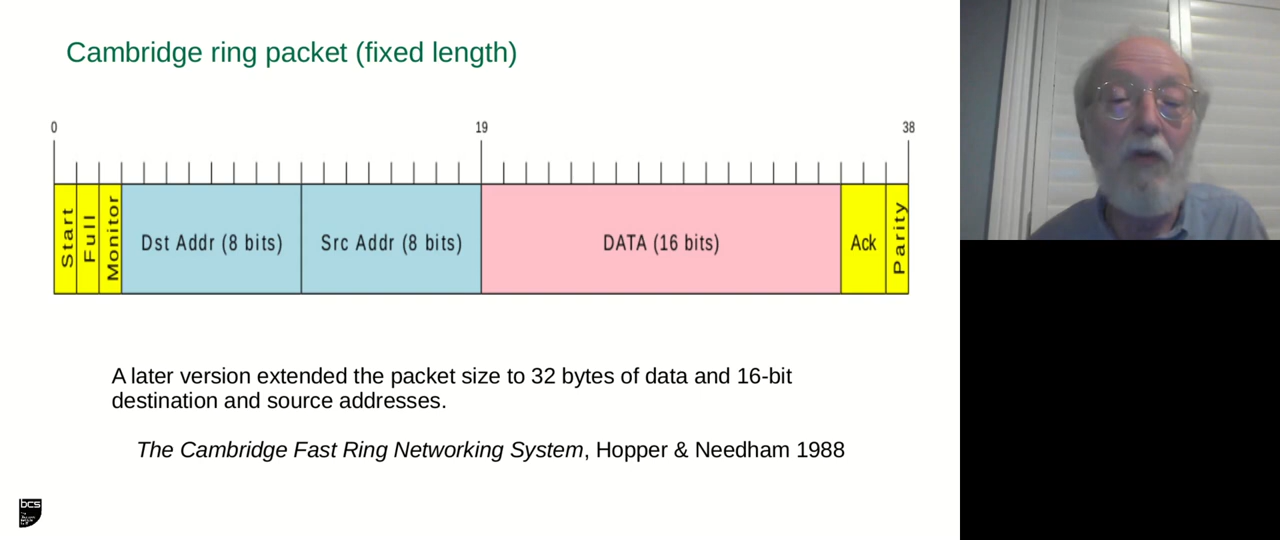 Cambridge ring packet (fixed length)
0 19 38
Start Full Monitor Dst Addr (8 bits) Src Addr (8 bits) DATA (16 bits) Ack Parity
A later version extended the packet size to 32 bytes of data and 16-bit
destination and source addresses.
The Cambridge Fast Ring Networking System, Hopper & Needham 1988
bcs